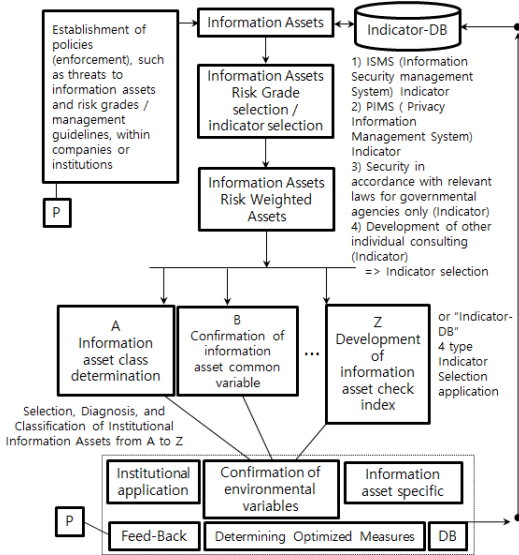 Establishment of
policies
(enforcement), such
as threats to
information assets
and risk grades /
management
guidelines, within
companies or
institutions
P
Information Assets
Indicator-DB
Information Assets
Risk Grade
selection /
indicator selection
Information Assets
Risk Weighted
Assets
1) ISMS (Information
Security management
System) Indicator
2) PIMS ( Privacy
Information
Management System)
Indicator
3) Security in
accordance with relevant
laws for governmental
agencies only (Indicator)
4) Development of other
individual consulting
(Indicator)
=> Indicator selection
A
Information
asset class
determination
B
Confirmation of
information
asset common
variable
...
Z
Development
of
information
asset check
index
or "Indicator-
DB"
4 type
Indicator
Selection
application
Selection, Diagnosis, and
Classification of Institutional
Information Assets from A to Z
Institutional
application
Confirmation of
environmental
variables
Information
asset specific
P
Feed-Back
Determining Optimized Measures
DB